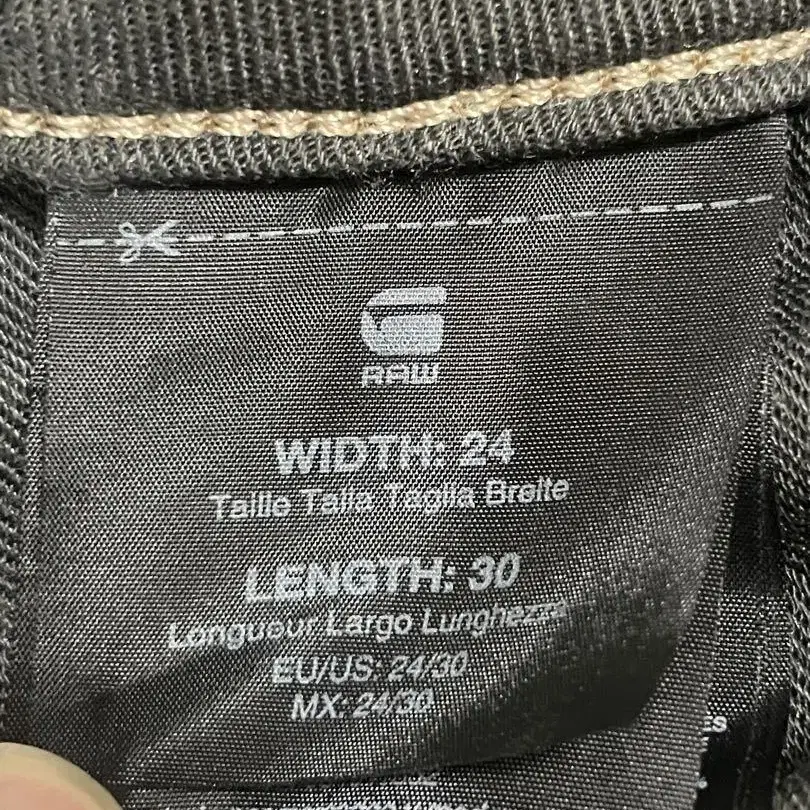 G
RAW
WIDTH: 24
Taille Talla Taglia Breite
LENGTH: 30
Longueur Largo Lunghezza
EU/US: 24/30
MX: 24/30
ES